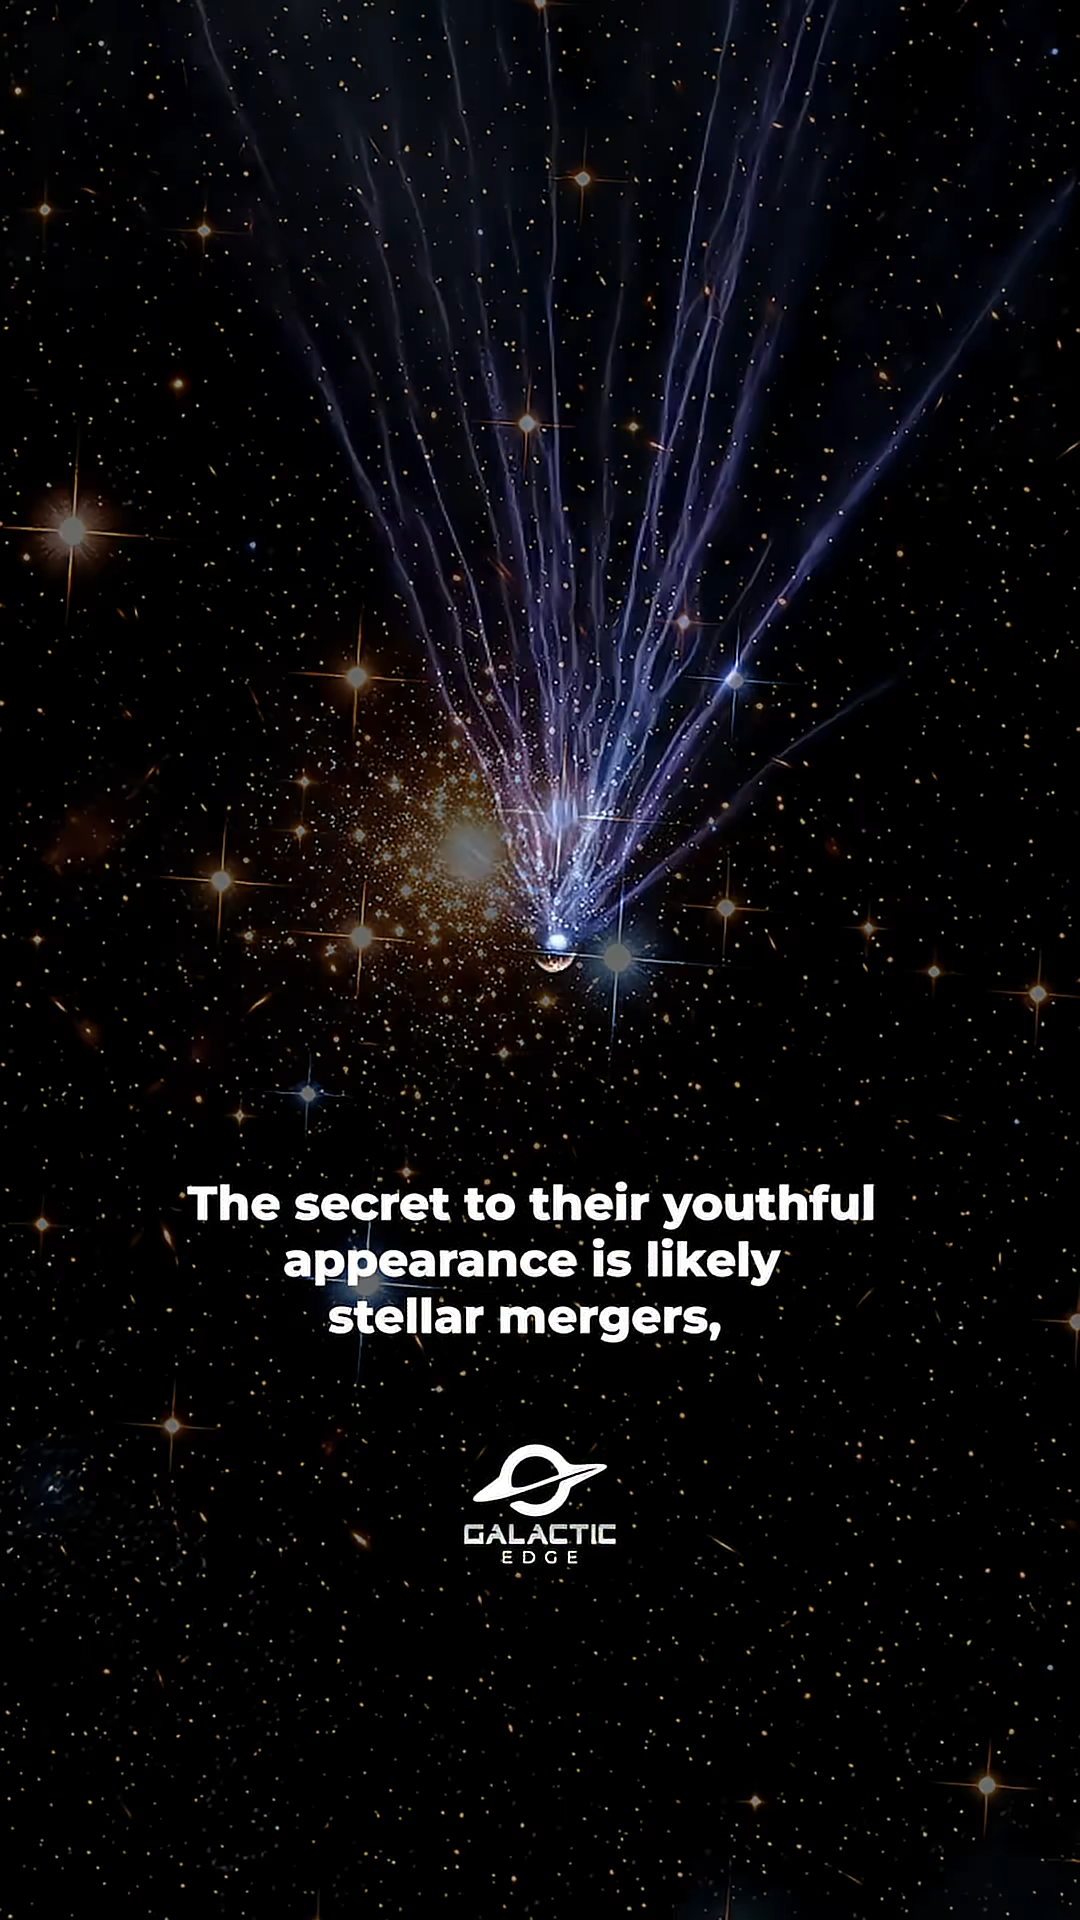 The secret to their youthful
appearance is likely
stellar mergers,
GALACTIC
EDGE